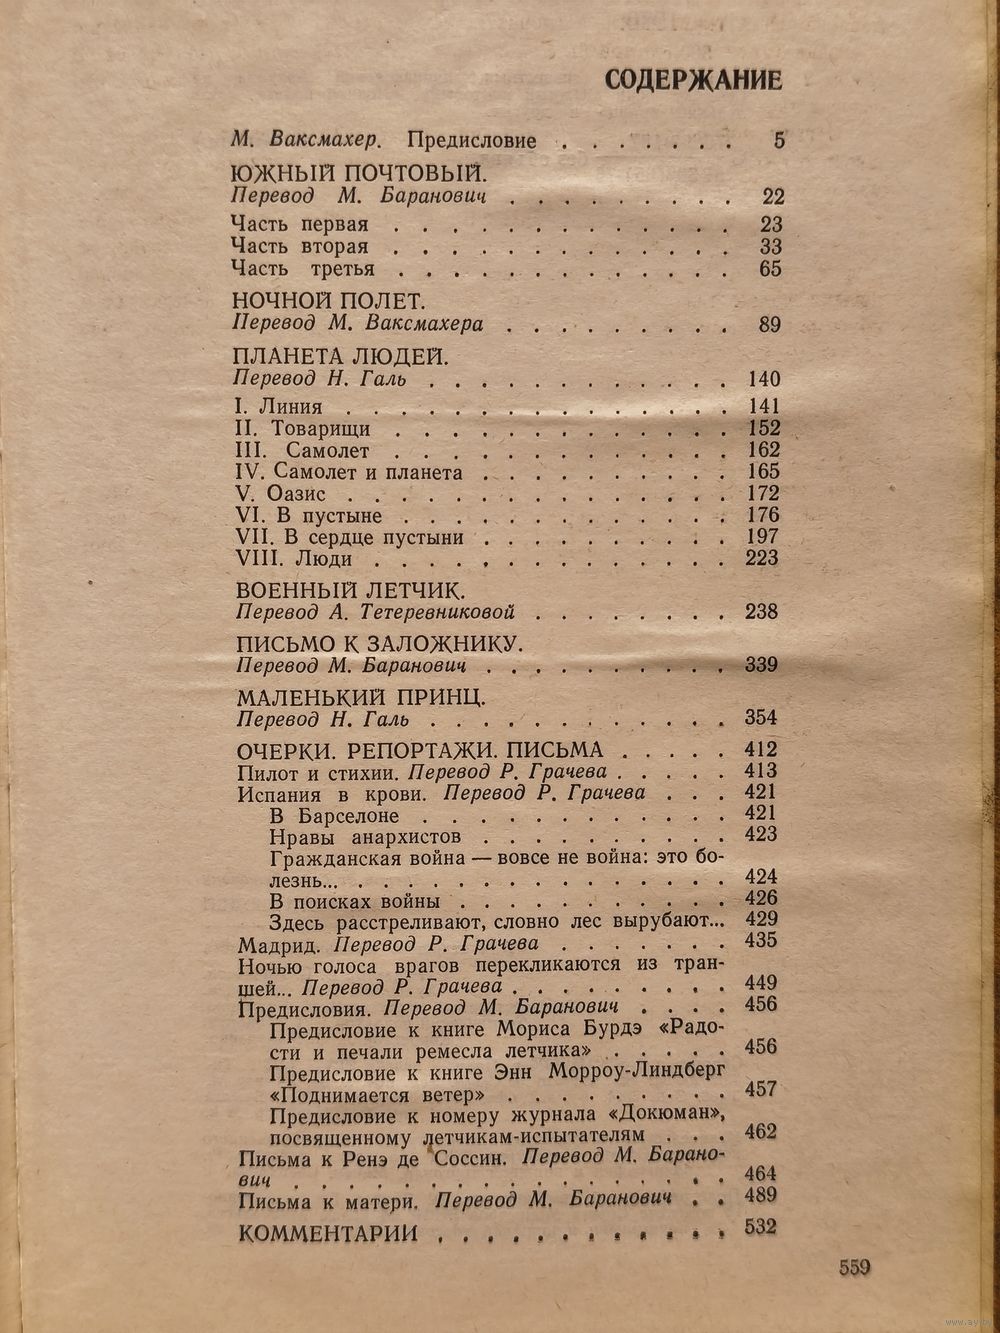 СОДЕРЖАНИЕ
М. Ваксмахер. Предисловие . . . . . . . 5
ЮЖНЫЙ ПОЧТОВЫЙ.
Перевод М. Баранович . . . . . . . . . 22
Часть первая . . . . . . . . . . . . 23
Часть вторая . . . . . . . . . . . . 33
Часть третья . . . . . . . . . . . . 65
НОЧНОЙ ПОЛЕТ.
Перевод М. Ваксмахера . . . . . . . . . 89
ПЛАНЕТА ЛЮДЕЙ.
Перевод Н. Галь . . . . . . . . . . . 140
I. Линия . . . . . . . . . . . . . . 141
II. Товарищи . . . . . . . . . . . . 152
III. Самолет . . . . . . . . . . . . 162
IV. Самолет и планета . . . . . . . . . 165
V. Оазис . . . . . . . . . . . . . . 172
VI. В пустыне . . . . . . . . . . . . 176
VII. В сердце пустыни . . . . . . . . . 197
VIII. Люди . . . . . . . . . . . . . 223
ВОЕННЫЙ ЛЕТЧИК.
Перевод А. Тетеревниковой . . . . . . . 238
ПИСЬМО К ЗАЛОЖНИКУ.
Перевод М. Баранович . . . . . . . . . 339
МАЛЕНЬКИЙ ПРИНЦ.
Перевод Н. Галь . . . . . . . . . . . 354
ОЧЕРКИ. РЕПОРТАЖИ. ПИСЬМА . . . . . 412
Пилот и стихии. Перевод Р. Грачева . . . . . 413
Испания в крови. Перевод Р. Грачева . . . 421
В Барселоне . . . . . . . . . . . 421
Нравы анархистов . . . . . . . . . 423
Гражданская война — вовсе не война: это бо-
лезнь... . . . . . . . . . . . . . . 424
В поисках войны . . . . . . . . . . 426
Здесь расстреливают, словно лес вырубают... 429
Мадрид. Перевод Р. Грачева . . . . . . . 435
Ночью голоса врагов перекликаются из тран-
шей... Перевод Р. Грачева . . . . . . . . 449
Предисловия. Перевод М. Баранович . . . . 456
Предисловие к книге Мориса Бурдэ «Радо-
сти и печали ремесла летчика» . . . . . 456
Предисловие к книге Энн Морроу-Линдберг
«Поднимается ветер» . . . . . . . . 457
Предисловие к номеру журнала «Докюман»,
посвященному летчикам-испытателям . . . 462
Письма к Ренэ де Соссин. Перевод М. Барано-
вич . . . . . . . . . . . . . . . . 464
Письма к матери. Перевод М. Баранович . . 489
КОММЕНТАРИИ . . . . . . . . . . . . 532
559
www.ay.by